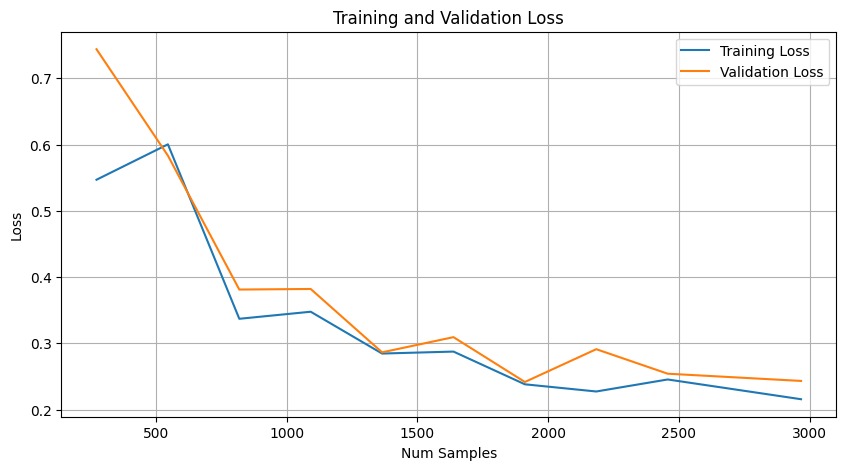 Training and Validation Loss
Training Loss
Validation Loss
Loss
0.7
0.6
0.5
0.4
0.3
0.2
500
1000
1500
2000
2500
3000
Num Samples